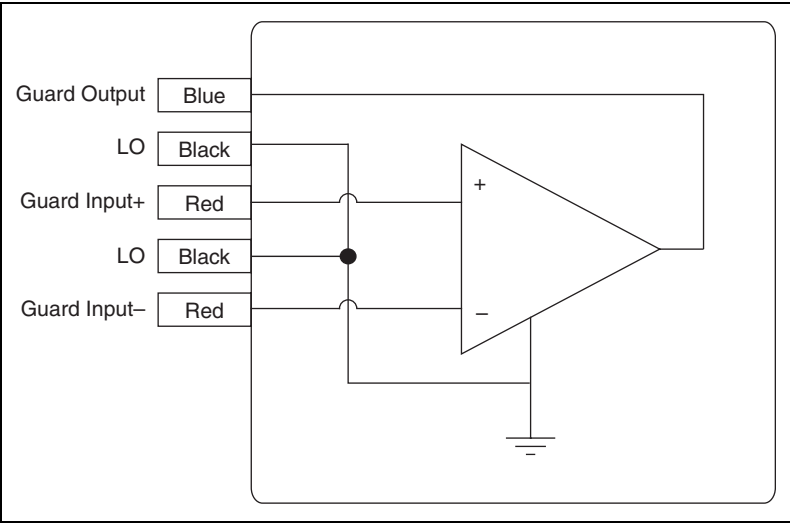 Guard Output Blue
LO Black
Guard Input+ Red
LO Black
Guard Input– Red
+
–